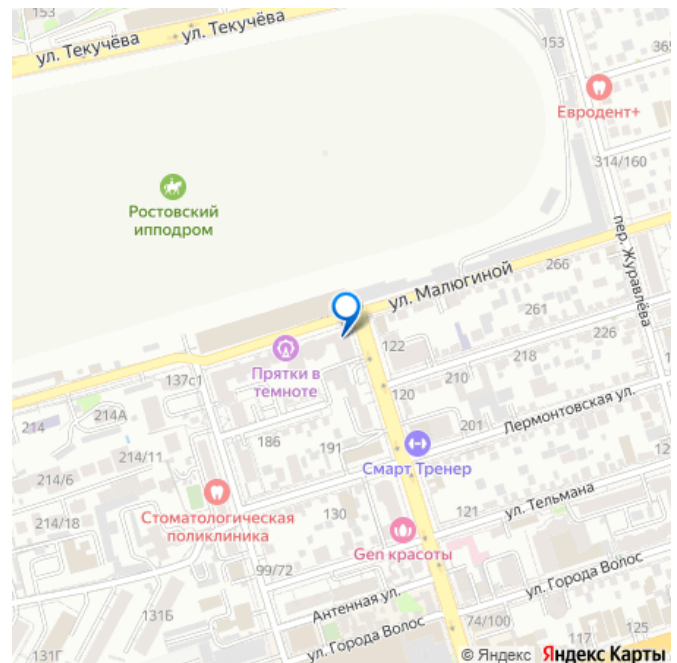 153
ул. Текучёва
ул. Текучёва
153
365
Евродент+
314/160
Ростовский
ипподром
пер. Журавлёва
ул. Малюгиной
266
261
226
122
218
Прятки в
темноте
137с1
210
120
Лермонтовская ул.
214А
214
201
186
191
Смарт Тренер
214/11
214/6
ул. Тельмана
121
214/18
Стоматологическая
поликлиника
130
Gen красоты
99/72
ул. Города Волос
Антенная ул.
131Б
74/100
ул. Города Волос
117
125
131Г
© Яндекс Яндекс Карты